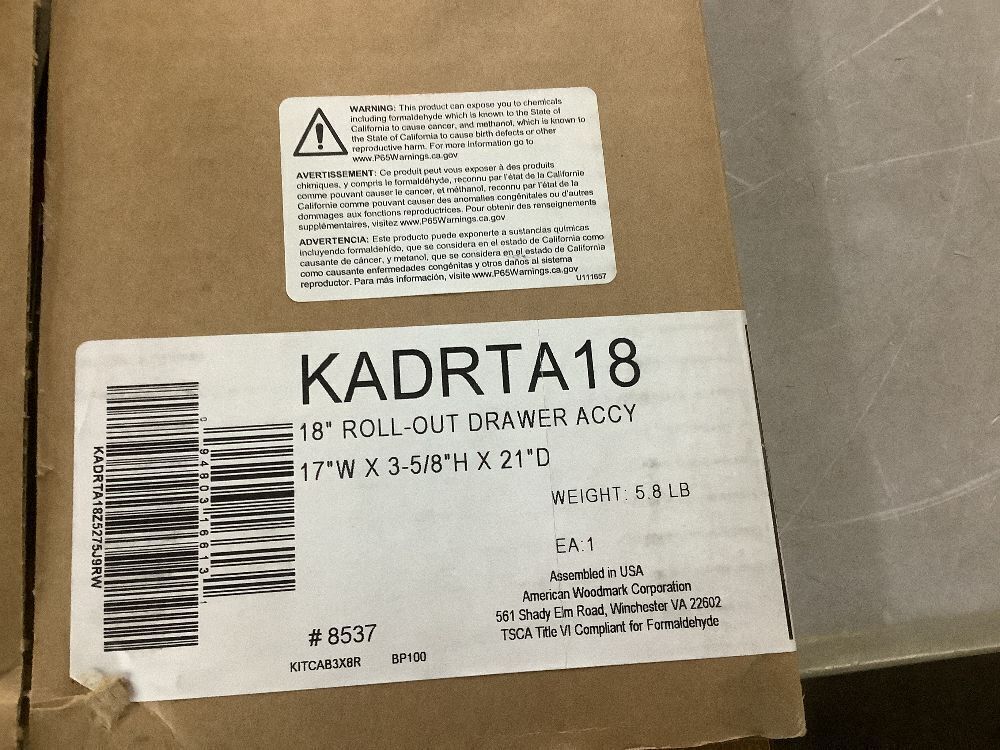 WARNING: This product can expose you to chemicals
including formaldehyde which is known to the State of
California to cause cancer, and methanol, which is known to
the State of California to cause birth defects or other
reproductive harm. For more information go to
www.P65Warnings.ca.gov
AVERTISSEMENT: Ce produit peut vous exposer à des produits
chimiques, y compris le formaldéhyde, reconnu par l'état de la Californie
comme pouvant causer le cancer, et méthanol, reconnu par l'état de la
Californie comme pouvant causer des anomalies congénitales ou d'autres
dommages aux fonctions reproductrices. Pour obtenir des renseignements
supplémentaires, visitez www.P65Warnings.ca.gov
ADVERTENCIA: Este producto puede exponerte a sustancias químicas
incluyendo formaldehído, que se considera en el estado de California como
causante de cáncer, y metanol, que se considera en el estado de California
como causante enfermedades congénitas y otros daños al sistema
reproductor. Para más información, visite www.P65Warnings.ca.gov
U111657
KADRTA18
18" ROLL-OUT DRAWER ACCY
17"W X 3-5/8"H X 21"D
WEIGHT: 5.8 LB
EA:1
Assembled in USA
American Woodmark Corporation
561 Shady Elm Road, Winchester VA 22602
TSCA Title VI Compliant for Formaldehyde
# 8537
KITCAB3X8R BP100
KADRTA18Z5275J9RW
0 94803 16613 1